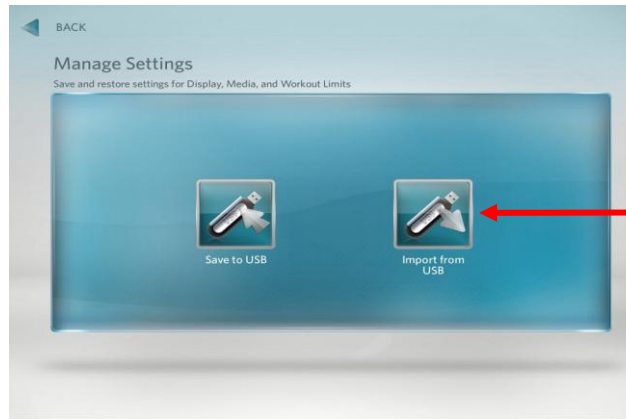 BACK
Manage Settings
Save and restore settings for Display, Media, and Workout Limits
Save to USB
Import from
USB